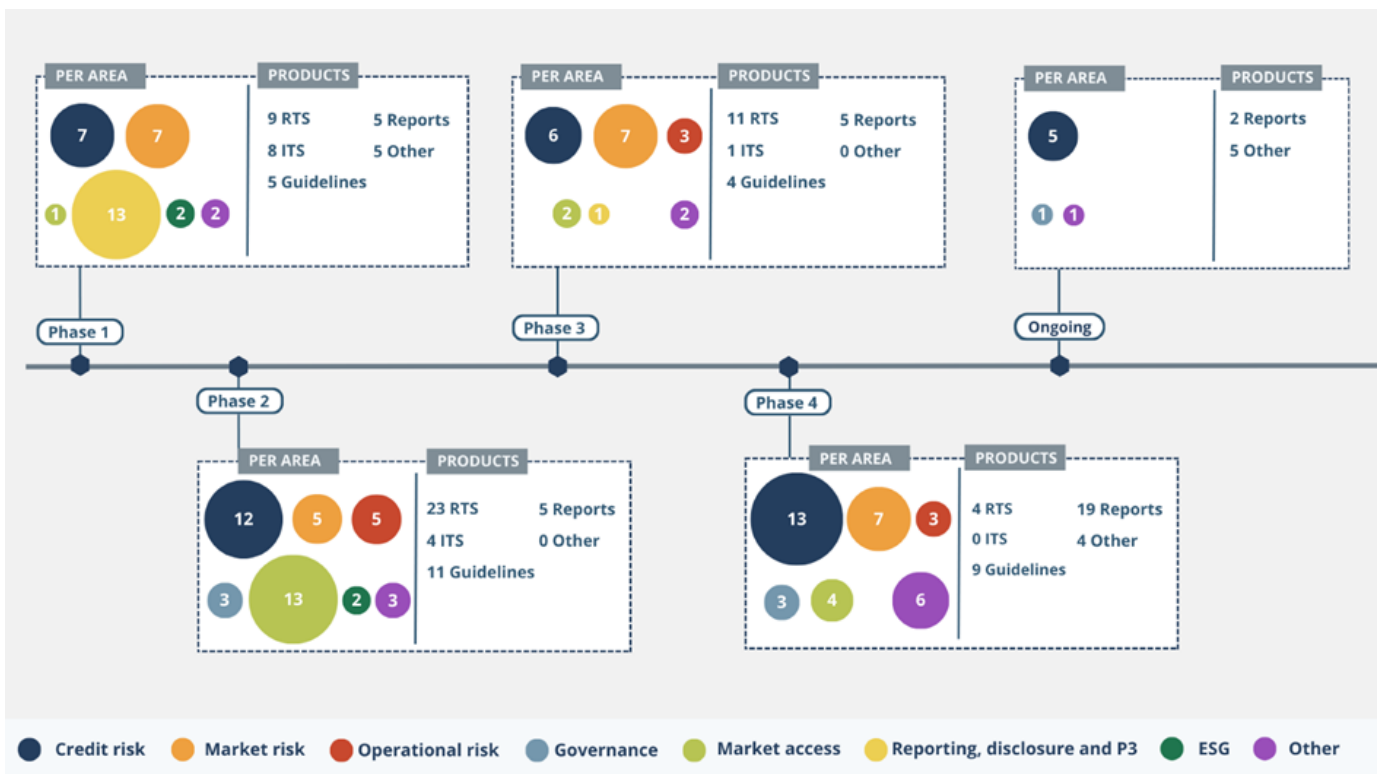 PER AREA
PRODUCTS
7
7
1
13
2
2
9 RTS
5 Reports
8 ITS
5 Other
5 Guidelines
Phase 1
PER AREA
PRODUCTS
6
7
3
2
1
2
11 RTS
5 Reports
1 ITS
0 Other
4 Guidelines
Phase 3
PER AREA
PRODUCTS
5
1
1
2 Reports
5 Other
Ongoing
Phase 2
PER AREA
PRODUCTS
12
5
5
3
13
2
3
23 RTS
5 Reports
4 ITS
0 Other
11 Guidelines
Phase 4
PER AREA
PRODUCTS
13
7
3
3
4
6
4 RTS
19 Reports
0 ITS
4 Other
9 Guidelines
Credit risk
Market risk
Operational risk
Governance
Market access
Reporting, disclosure and P3
ESG
Other